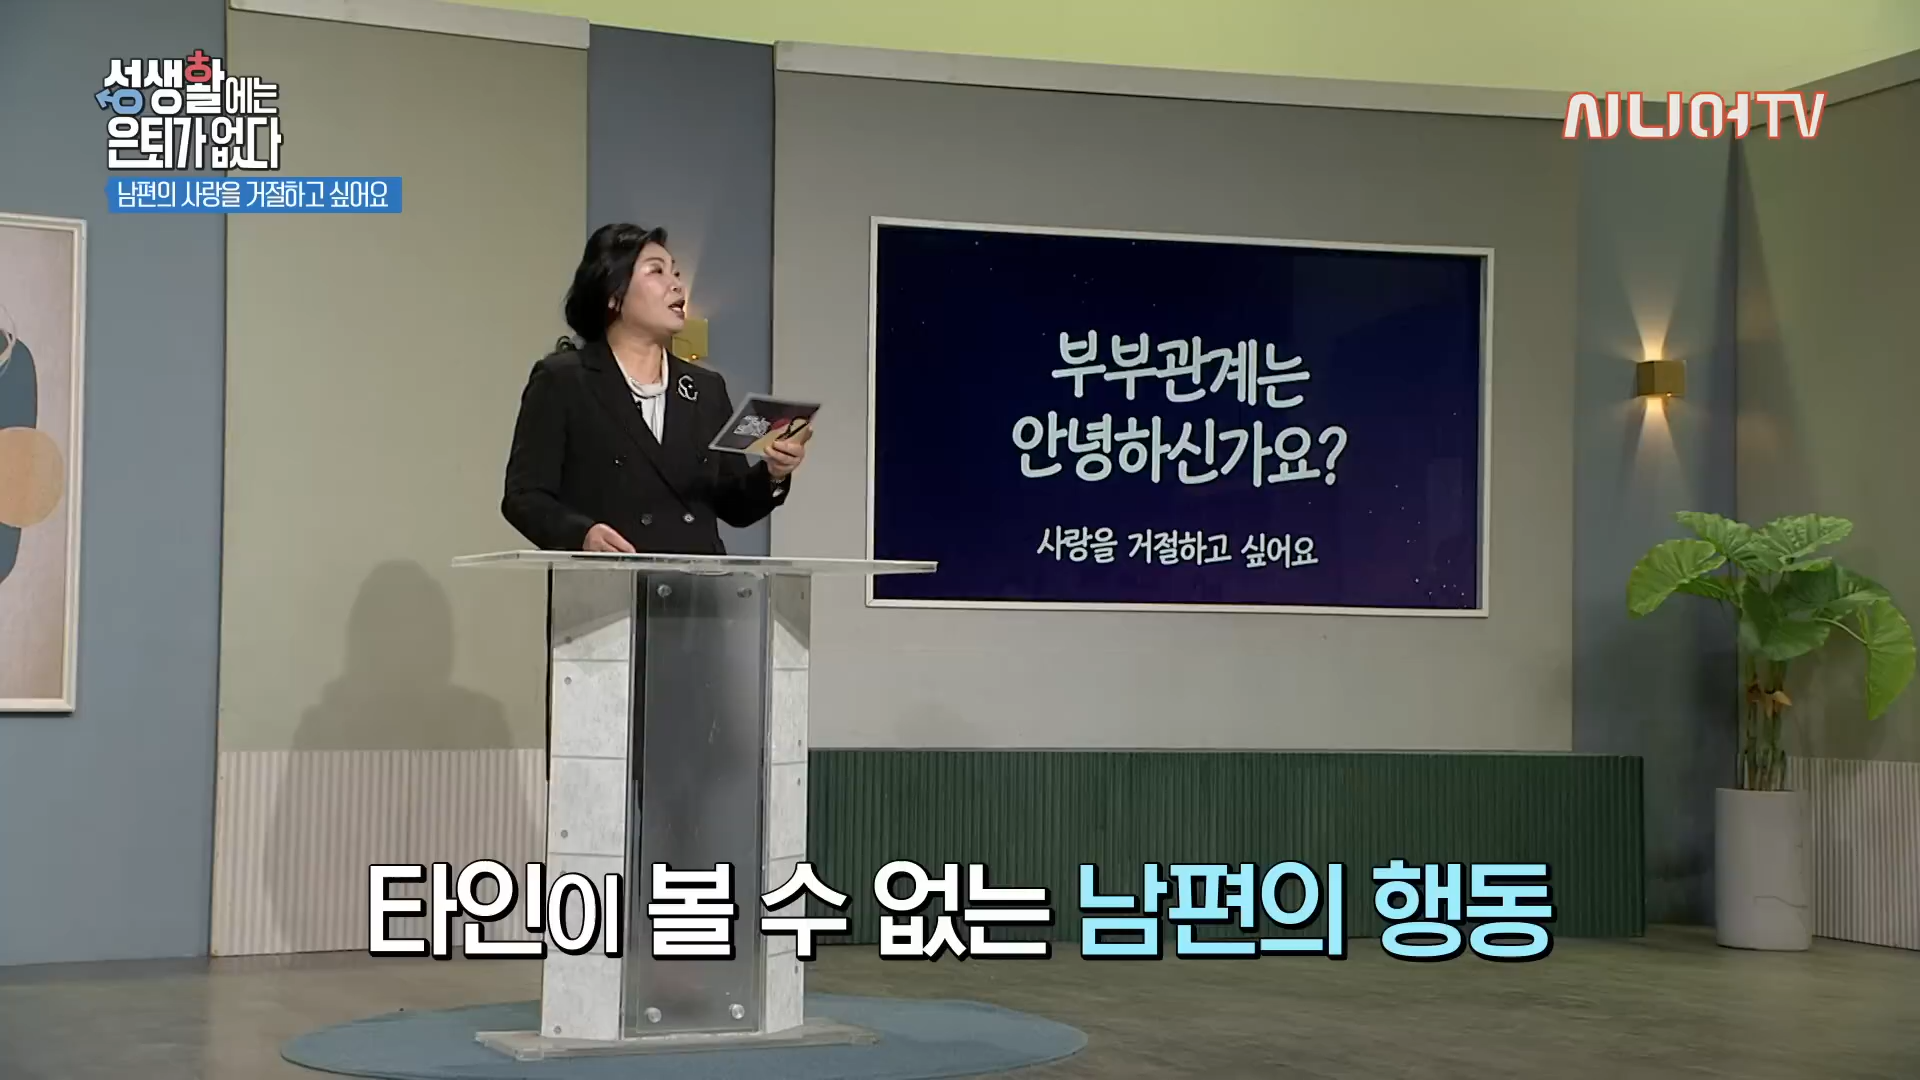 성생활에는
은퇴가 없다
남편의 사랑을 거절하고 싶어요
시니어TV
부부관계는
안녕하신가요?
사랑을 거절하고 싶어요
타인이 볼 수 없는 남편의 행동